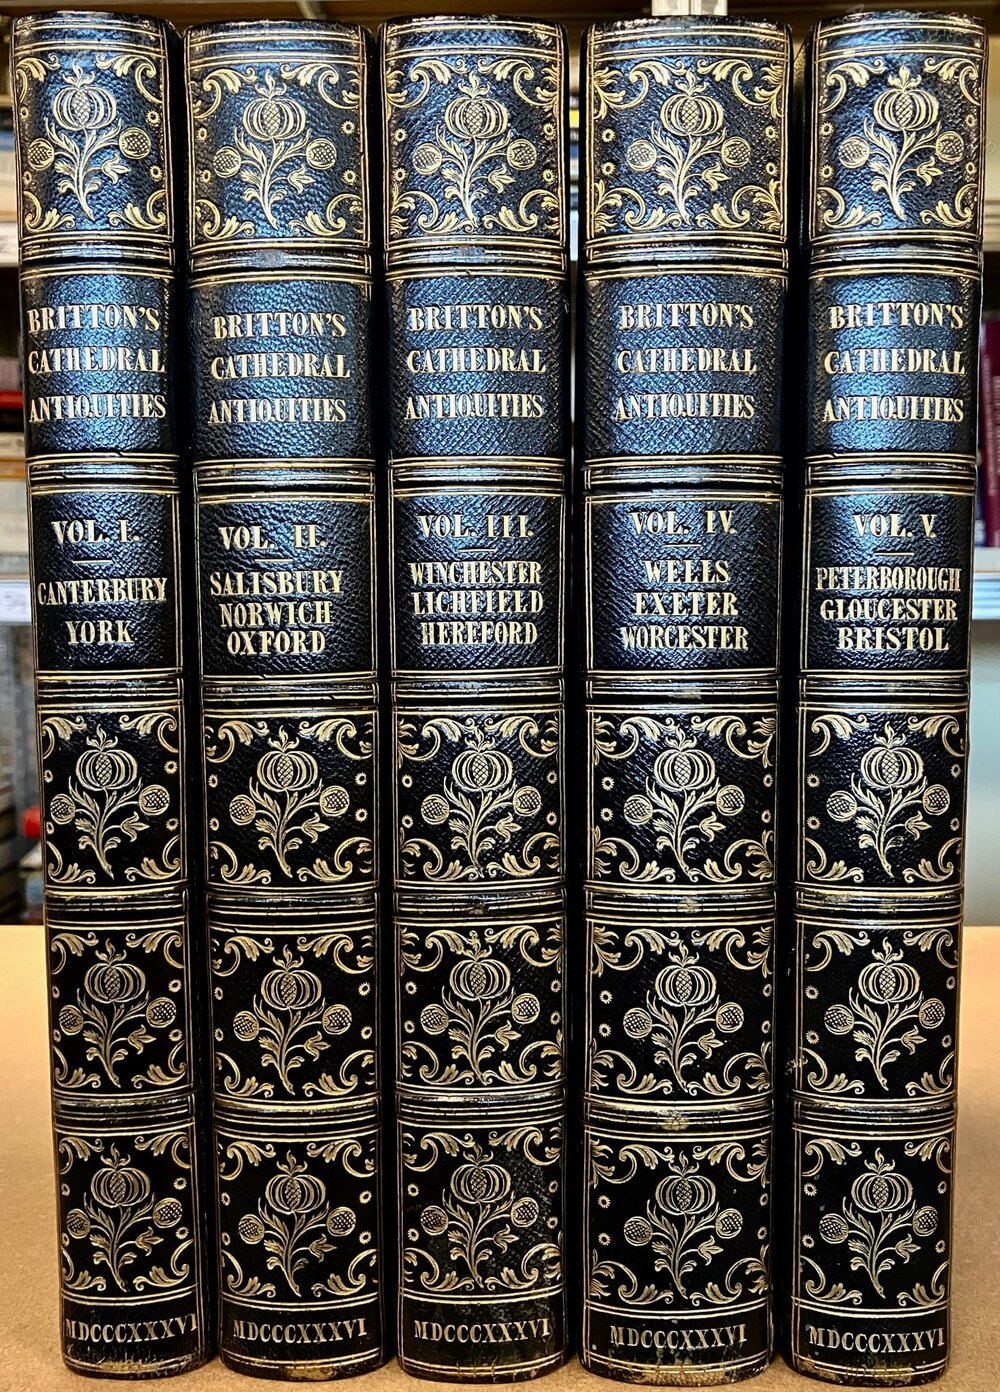 BRITTON'S
CATHEDRAL
ANTIQUITIES
VOL. I.
CANTERBURY
YORK
MDCCCXXXVI
BRITTON'S
CATHEDRAL
ANTIQUITIES
VOL. II.
SALISBURY
NORWICH
OXFORD
MDCCCXXXVI
BRITTON'S
CATHEDRAL
ANTIQUITIES
VOL. III.
WINCHESTER
LICHFIELD
HEREFORD
MDCCCXXXVI
BRITTON'S
CATHEDRAL
ANTIQUITIES
VOL. IV.
WELLS
EXETER
WORCESTER
MDCCCXXXVI
BRITTON'S
CATHEDRAL
ANTIQUITIES
VOL. V.
PETERBOROUGH
GLOUCESTER
BRISTOL
MDCCCXXXVI